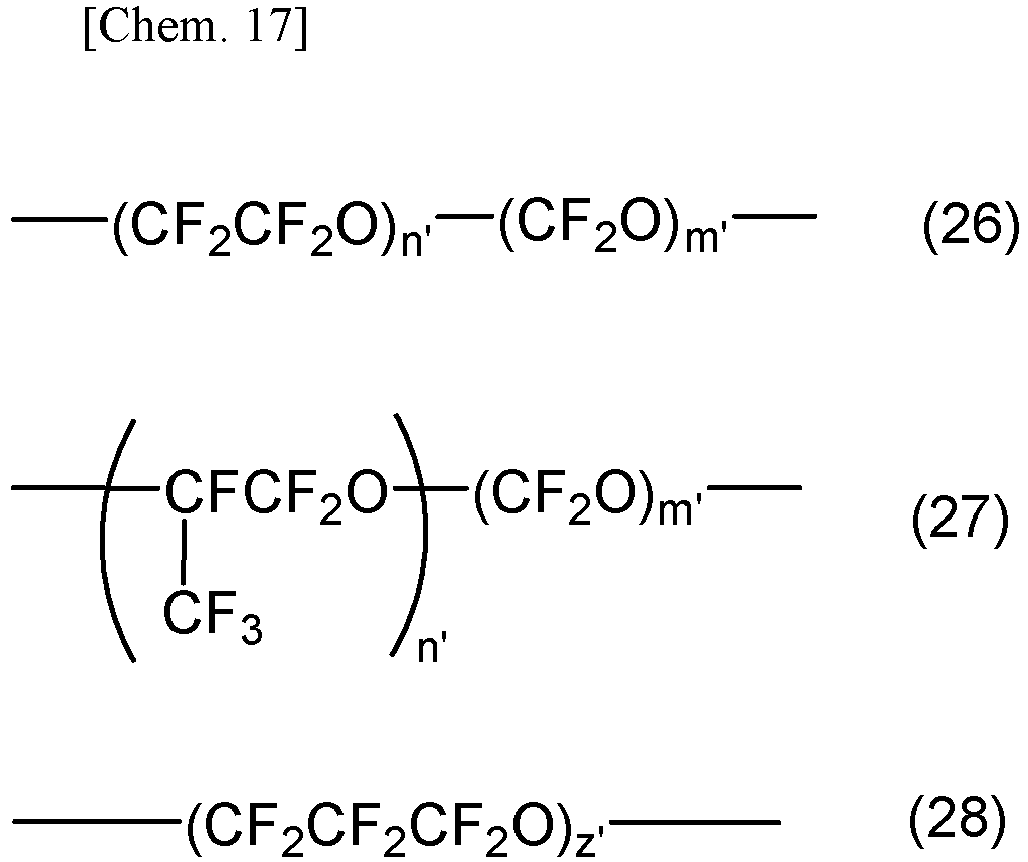 [Chem. 17]
—(CF₂CF₂O)n'—(CF₂O)m'— (26)
—(CFCF₂O)—(CF₂O)m'— (27)
CF₃
n'
—(CF₂CF₂CF₂O)z'— (28)